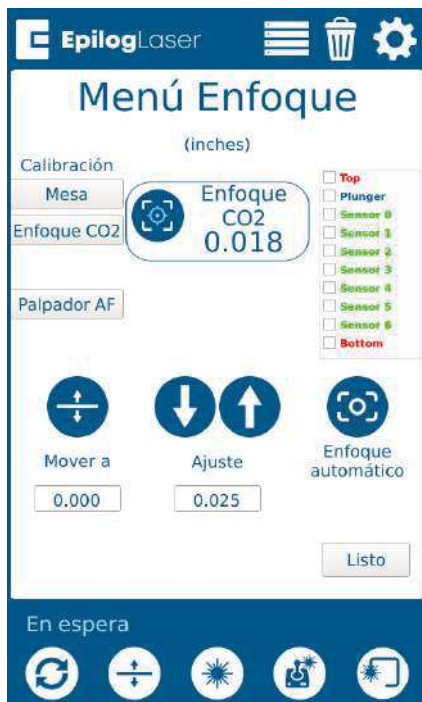 EpilogLaser
Menú Enfoque
(inches)
Calibración
Mesa
Enfoque CO2
Palpador AF
Enfoque
CO2
0.018
Top
Plunger
Sensor 0
Sensor 1
Sensor 2
Sensor 3
Sensor 4
Sensor 5
Sensor 6
Bottom
Mover a
0.000
Ajuste
0.025
Enfoque
automático
Listo
En espera